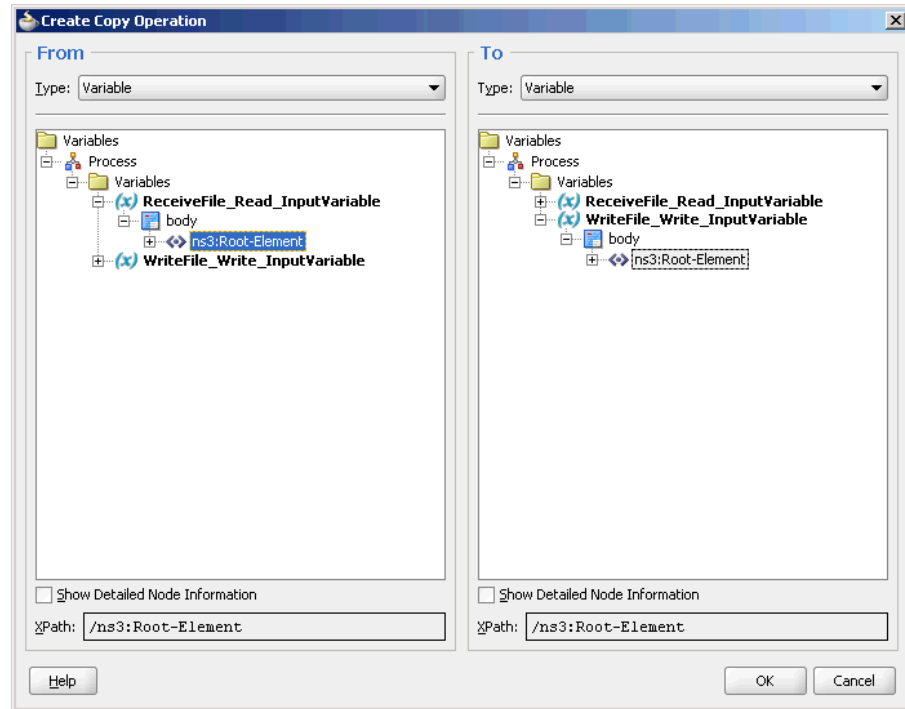 Create Copy Operation
From
Type: Variable
Variables
Process
Variables
ReceiveFile_Read_InputVariable
body
ns3:Root-Element
WriteFile_Write_InputVariable
Show Detailed Node Information
XPath: /ns3:Root-Element
To
Type: Variable
Variables
Process
Variables
ReceiveFile_Read_InputVariable
WriteFile_Write_InputVariable
body
ns3:Root-Element
Show Detailed Node Information
XPath: /ns3:Root-Element
Help
OK
Cancel